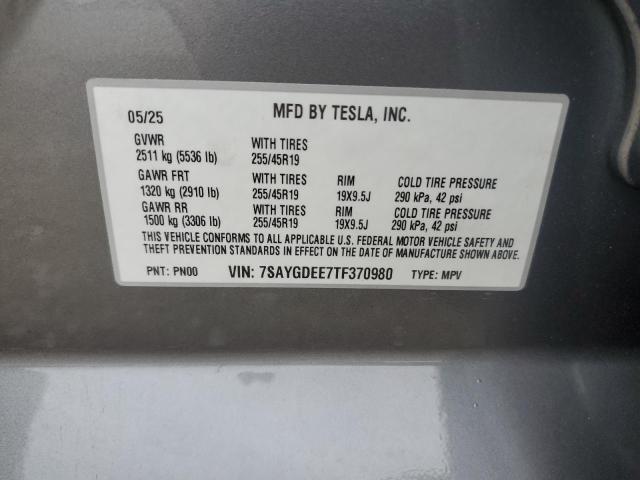 05/25 MFD BY TESLA, INC.
GVWR WITH TIRES
2511 kg (5536 lb) 255/45R19
GAWR FRT WITH TIRES RIM COLD TIRE PRESSURE
1320 kg (2910 lb) 255/45R19 19X9.5J 290 kPa, 42 psi
GAWR RR WITH TIRES RIM COLD TIRE PRESSURE
1500 kg (3306 lb) 255/45R19 19X9.5J 290 kPa, 42 psi
THIS VEHICLE CONFORMS TO ALL APPLICABLE U.S. FEDERAL MOTOR VEHICLE SAFETY AND
THEFT PREVENTION STANDARDS IN EFFECT ON THE DATE OF MANUFACTURE SHOWN ABOVE.
PNT: PN00 VIN: 7SAYGDEE7TF370980 TYPE: MPV